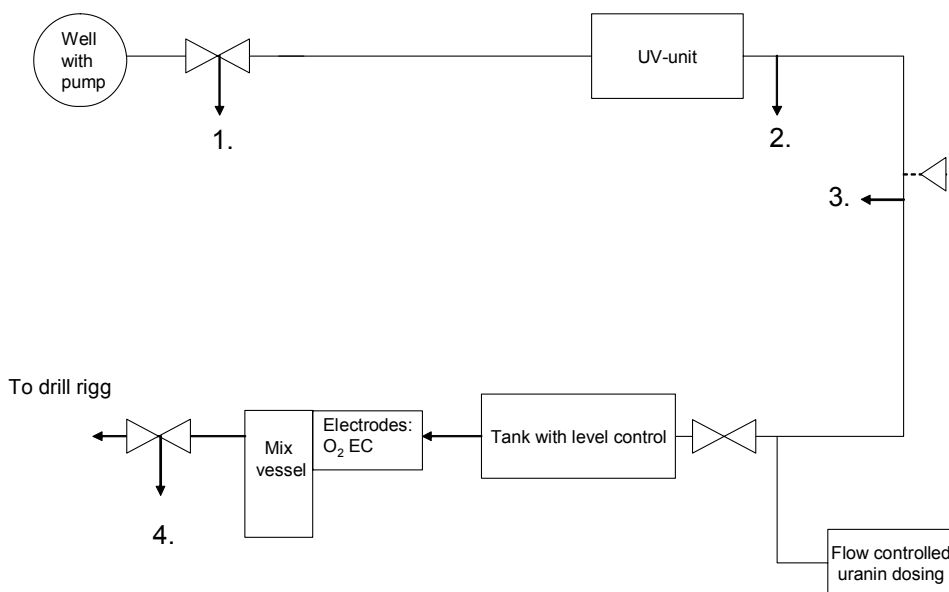 Well
with
pump
UV-unit
1.
2.
3.
To drill rigg
Electrodes:
O₂ EC
Mix
vessel
Tank with level control
4.
Flow controlled
uranin dosing